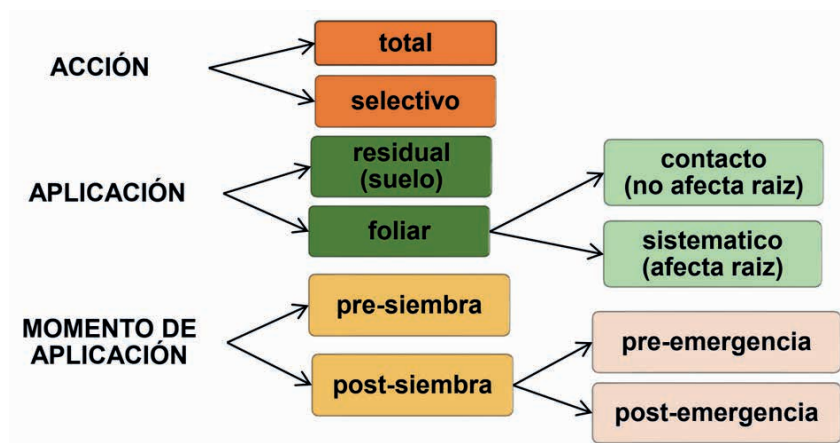 ACCIÓN
total
selectivo
APLICACIÓN
residual
(suelo)
foliar
contacto
(no afecta raiz)
sistematico
(afecta raiz)
MOMENTO DE
APLICACIÓN
pre-siembra
post-siembra
pre-emergencia
post-emergencia